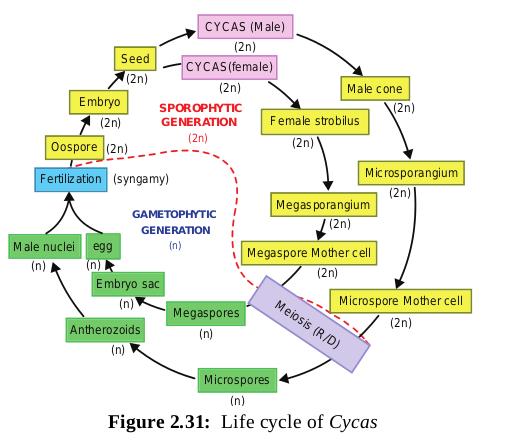 CYCAS (Male)
(2n)
Seed
(2n)
CYCAS(female)
(2n)
Male cone
(2n)
Embryo
(2n)
SPOROPHYTIC
GENERATION
(2n)
Female strobilus
(2n)
Oospore
(2n)
Microsporangium
(2n)
Fertilization
(syngamy)
Megasporangium
(2n)
GAMETOPHYTIC
GENERATION
(n)
Male nuclei
(n)
egg
(n)
Megaspore Mother cell
(2n)
Embryo sac
(n)
Microspore Mother cell
(2n)
Megaspores
(n)
Meiosis (R/D)
Antherozoids
(n)
Microspores
(n)
Figure 2.31: Life cycle of Cycas